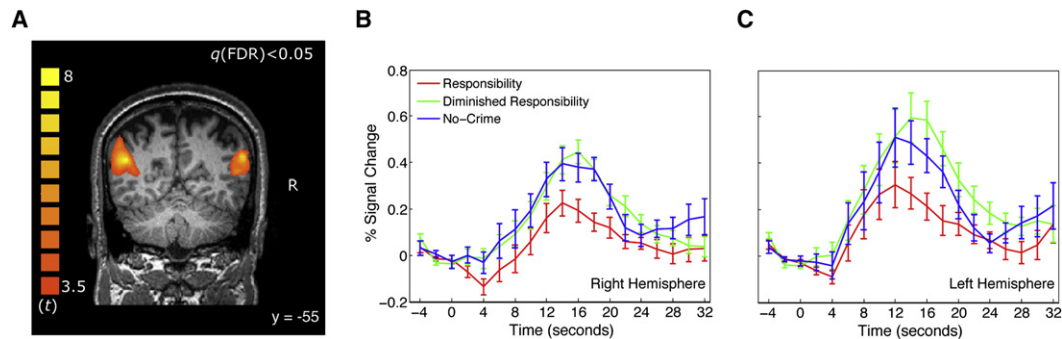 A
q(FDR)<0.05
8
3.5
(t)
R
y = -55
B
% Signal Change
0.8
0.6
0.4
0.2
0
−0.2
Responsibility
Diminished Responsibility
No-Crime
Right Hemisphere
−4 0 4 8 12 16 20 24 28 32
Time (seconds)
C
Left Hemisphere
−4 0 4 8 12 16 20 24 28 32
Time (seconds)